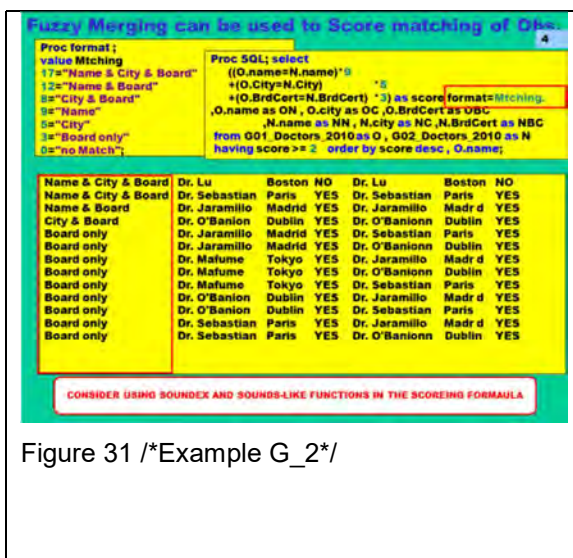 Fuzzy Merging can be used to Score matching of Obs.
4
Proc format ;
value Mtching
17="Name & City & Board"
12="Name & Board"
8="City & Board"
9="Name"
5="City"
3="Board only"
0="no Match";
Proc SQL; select
((O.name=N.name)*9
+(O.City=N.City) *5
+(O.BrdCert=N.BrdCert) *3) as score format=Mtching.
,O.name as ON , O.city as OC ,O.BrdCert as OBC
,N.name as NN , N.city as NC ,N.BrdCert as NBC
from G01_Doctors_2010 as O , G02_Doctors_2010 as N
having score >= 2 order by score desc , O.name;
Name & City & Board Dr. Lu Boston NO Dr. Lu Boston NO
Name & City & Board Dr. Sebastian Paris YES Dr. Sebastian Paris YES
Name & Board Dr. Jaramillo Madrid YES Dr. Jaramillo Madr d YES
City & Board Dr. O'Banion Dublin YES Dr. O'Banionn Dublin YES
Board only Dr. Jaramillo Madrid YES Dr. Sebastian Paris YES
Board only Dr. Jaramillo Madrid YES Dr. O'Banionn Dublin YES
Board only Dr. Mafume Tokyo YES Dr. Jaramillo Madr d YES
Board only Dr. Mafume Tokyo YES Dr. O'Banionn Dublin YES
Board only Dr. Mafume Tokyo YES Dr. Sebastian Paris YES
Board only Dr. O'Banion Dublin YES Dr. Jaramillo Madr d YES
Board only Dr. O'Banion Dublin YES Dr. Sebastian Paris YES
Board only Dr. Sebastian Paris YES Dr. Jaramillo Madr d YES
Board only Dr. Sebastian Paris YES Dr. O'Banionn Dublin YES
CONSIDER USING SOUNDEX AND SOUNDS-LIKE FUNCTIONS IN THE SCOREING FORMAULA
Figure 31 /*Example G_2*/